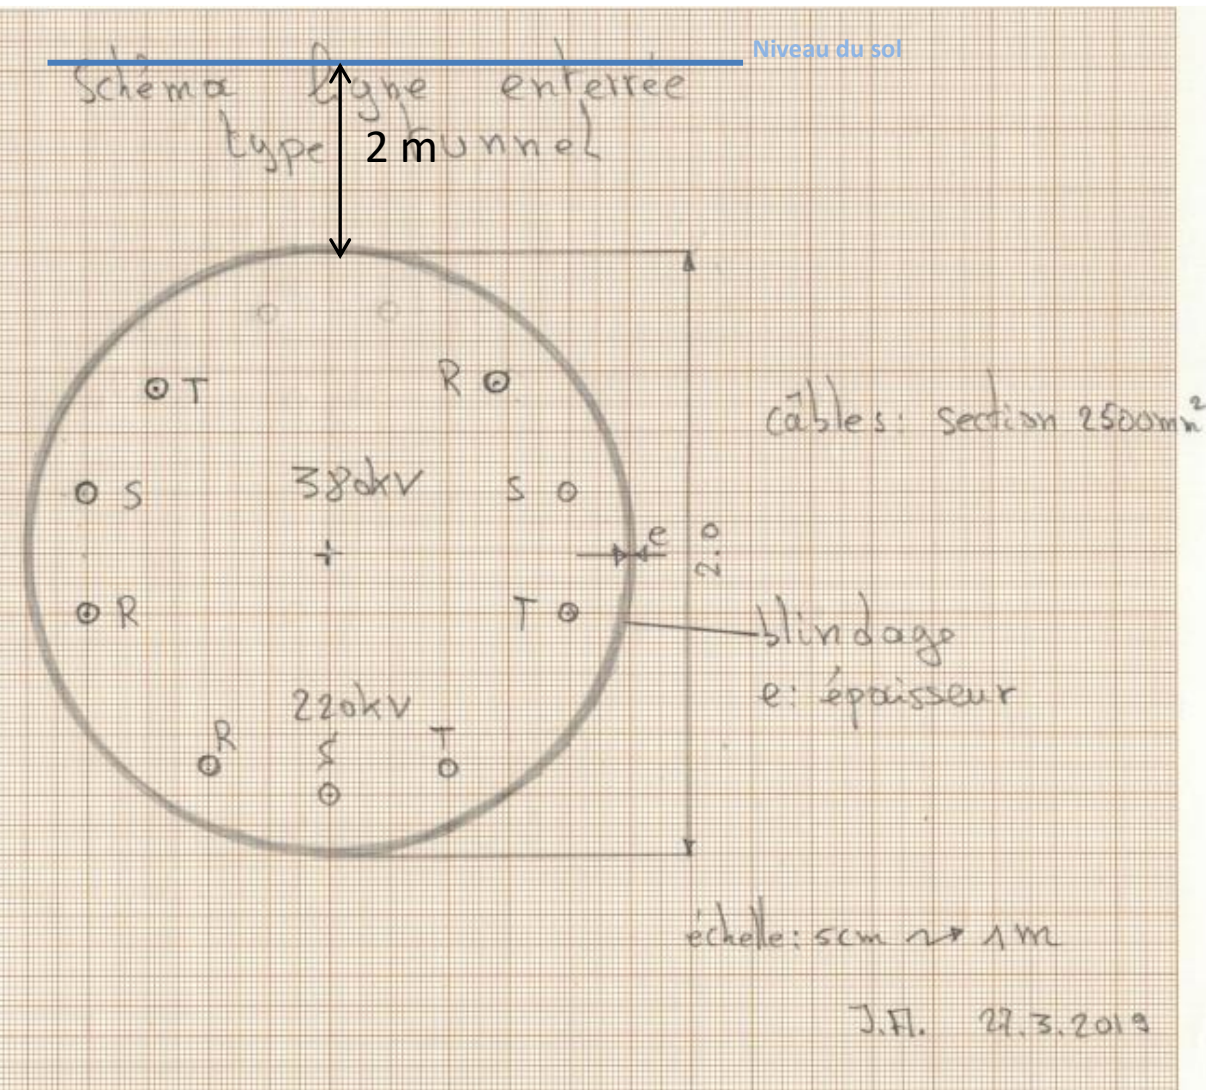 Niveau du sol
Schéma ligne enterrée
type tunnel
2 m
T
R
câbles: section 2500mm²
S
380kV
S
e
2.0
R
T
blindage
e: épaisseur
220kV
R
S
T
échelle: 5cm ⇝ 1m
27.3.2019